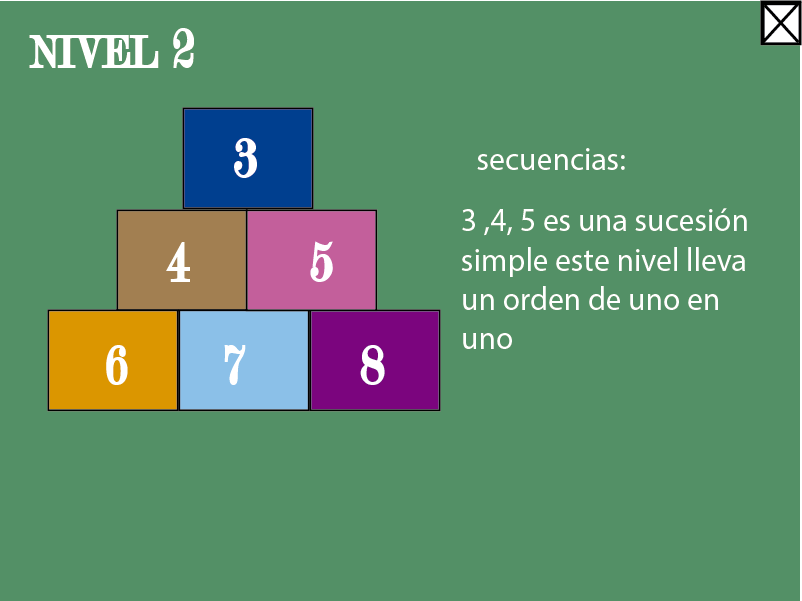 NIVEL 2
3
4 5
6 7 8
secuencias:
3 ,4, 5 es una sucesión
simple este nivel lleva
un orden de uno en
uno